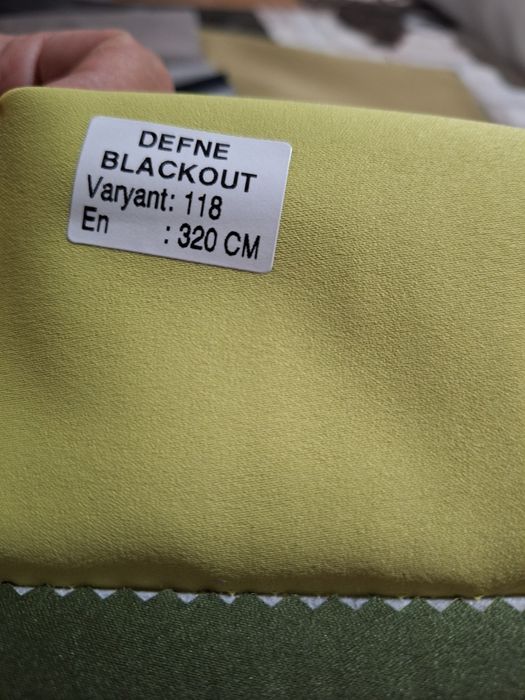 DEFNE
BLACKOUT
Varyant: 118
En : 320 CM